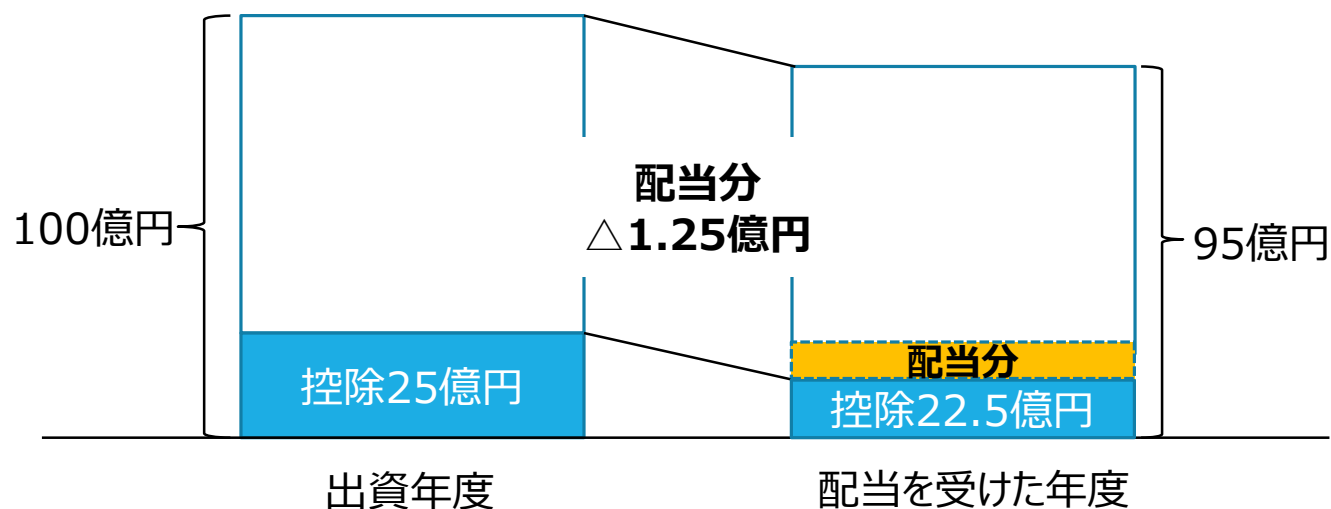 100億円
配当分
△1.25億円
95億円
控除25億円
配当分
控除22.5億円
出資年度
配当を受けた年度